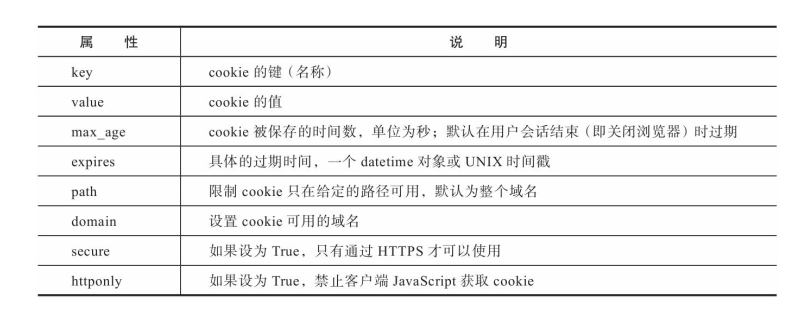 属 性 说 明
key cookie 的键（名称）
value cookie 的值
max_age cookie 被保存的时间数，单位为秒；默认在用户会话结束（即关闭浏览器）时过期
expires 具体的过期时间，一个 datetime 对象或 UNIX 时间戳
path 限制 cookie 只在给定的路径可用，默认为整个域名
domain 设置 cookie 可用的域名
secure 如果设为 True，只有通过 HTTPS 才可以使用
httponly 如果设为 True，禁止客户端 JavaScript 获取 cookie